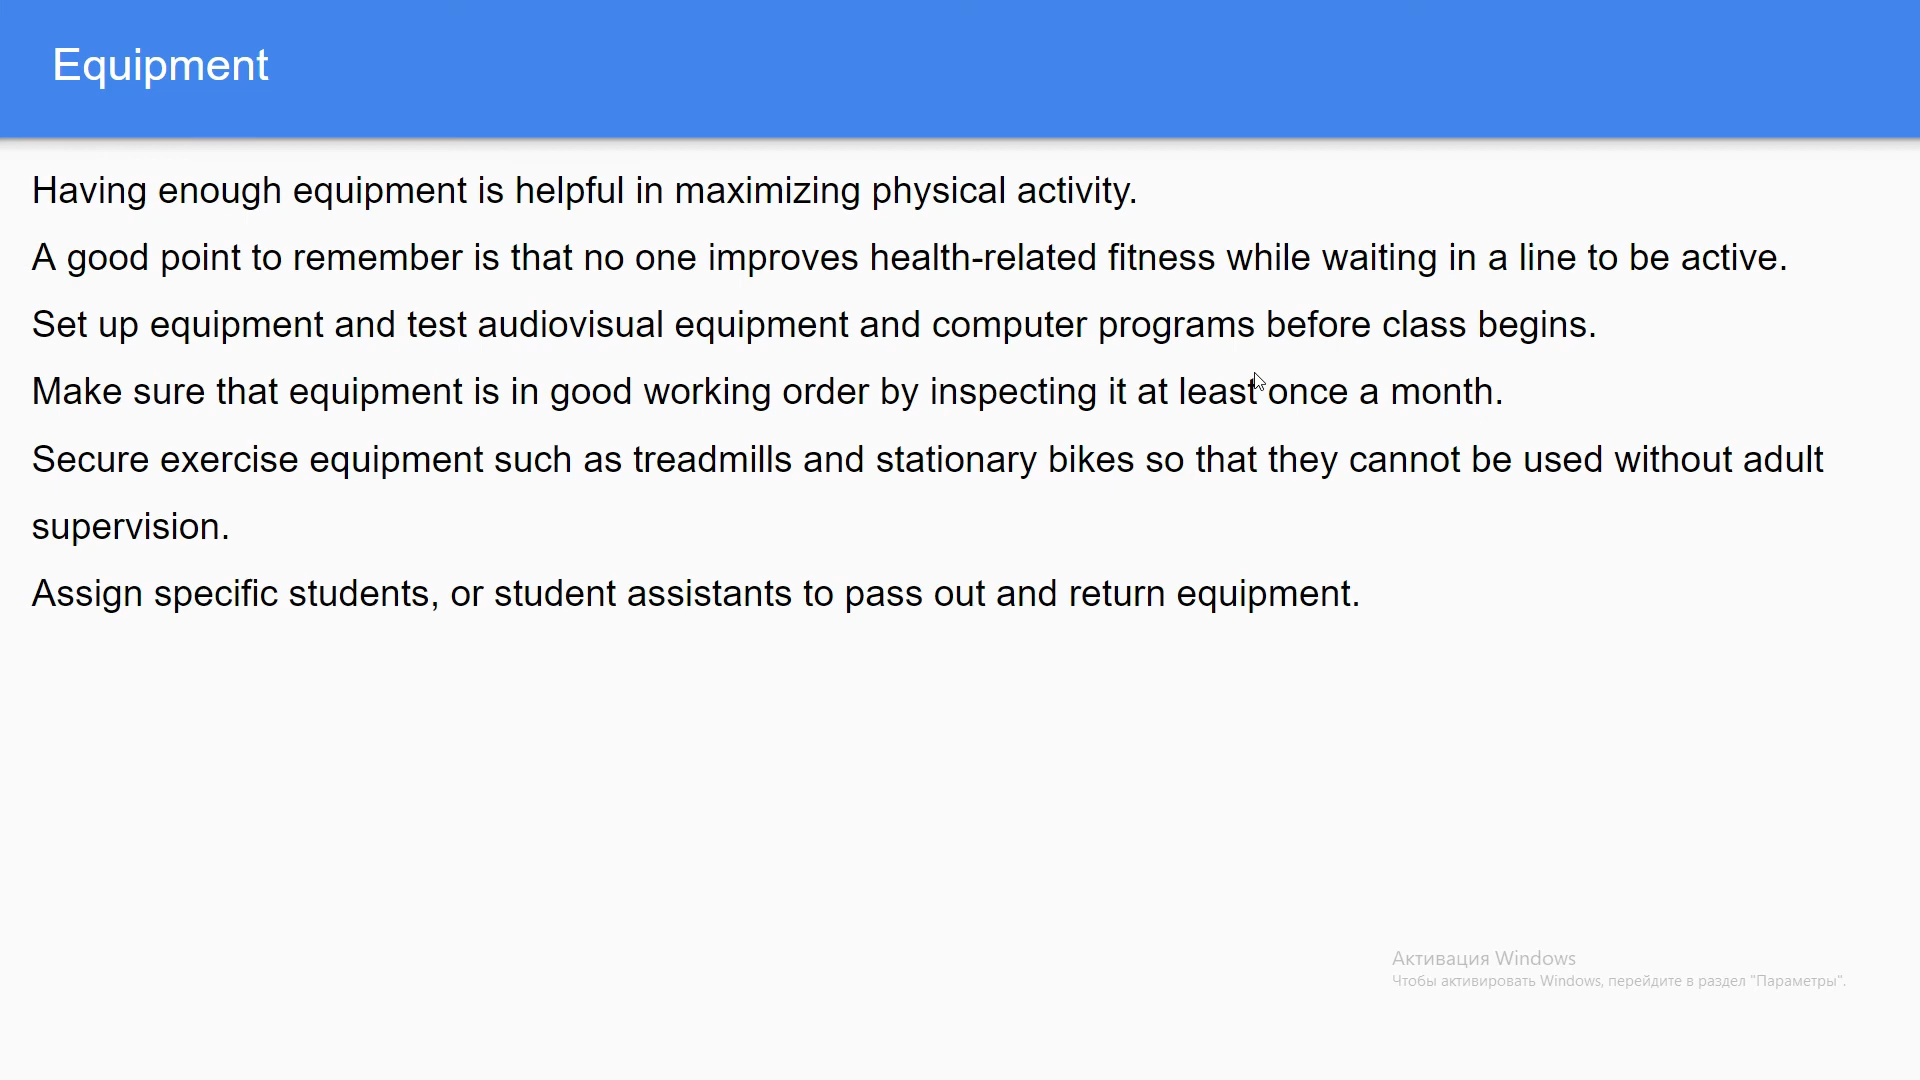 Equipment
Having enough equipment is helpful in maximizing physical activity.
A good point to remember is that no one improves health-related fitness while waiting in a line to be active.
Set up equipment and test audiovisual equipment and computer programs before class begins.
Make sure that equipment is in good working order by inspecting it at least once a month.
Secure exercise equipment such as treadmills and stationary bikes so that they cannot be used without adult
supervision.
Assign specific students, or student assistants to pass out and return equipment.
Активация Windows
Чтобы активировать Windows, перейдите в раздел "Параметры".